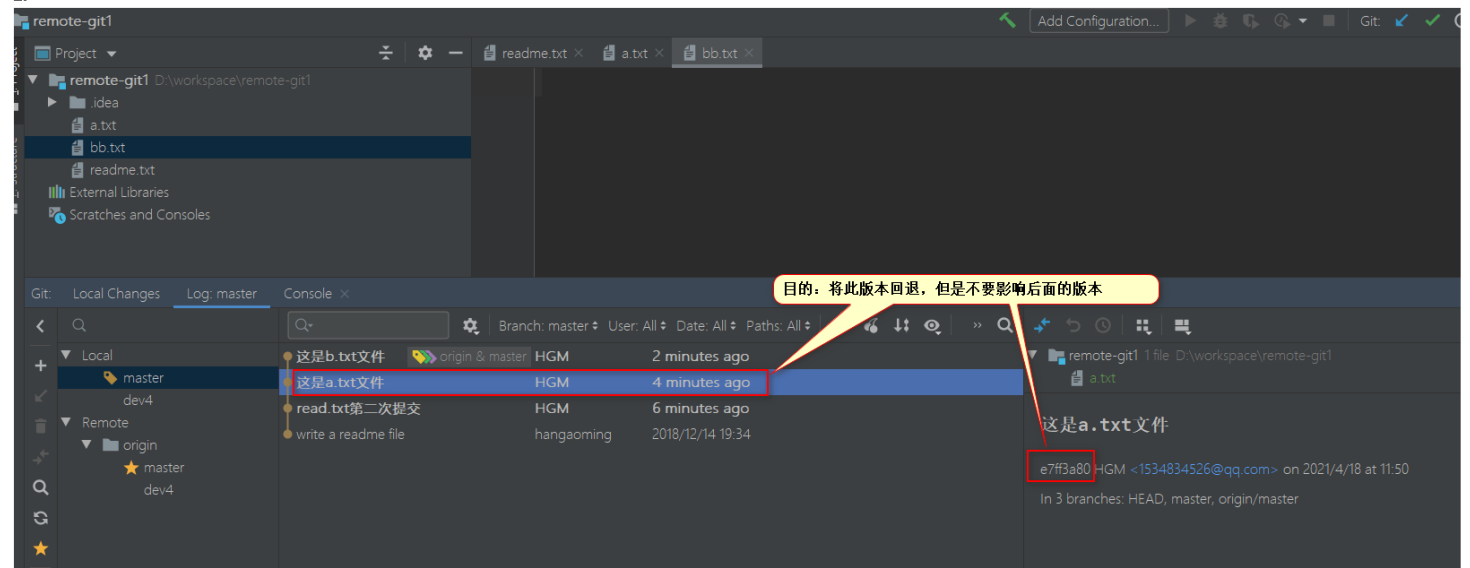 remote-git1
Add Configuration...
Git:
Project
readme.txt
a.txt
bb.txt
remote-git1 D:\workspace\remote-git1
.idea
a.txt
bb.txt
readme.txt
External Libraries
Scratches and Consoles
目的：将此版本回退，但是不要影响后面的版本
Git: Local Changes Log: master Console
Branch: master User: All Date: All Paths: All
Local
master
dev4
Remote
origin
master
dev4
这是b.txt文件 origin & master HGM 2 minutes ago
这是a.txt文件 HGM 4 minutes ago
read.txt第二次提交 HGM 6 minutes ago
write a readme file hangaoming 2018/12/14 19:34
remote-git1 1 file D:\workspace\remote-git1
a.txt
这是a.txt文件
e7ff3a80 HGM <1534834526@qq.com> on 2021/4/18 at 11:50
In 3 branches: HEAD, master, origin/master